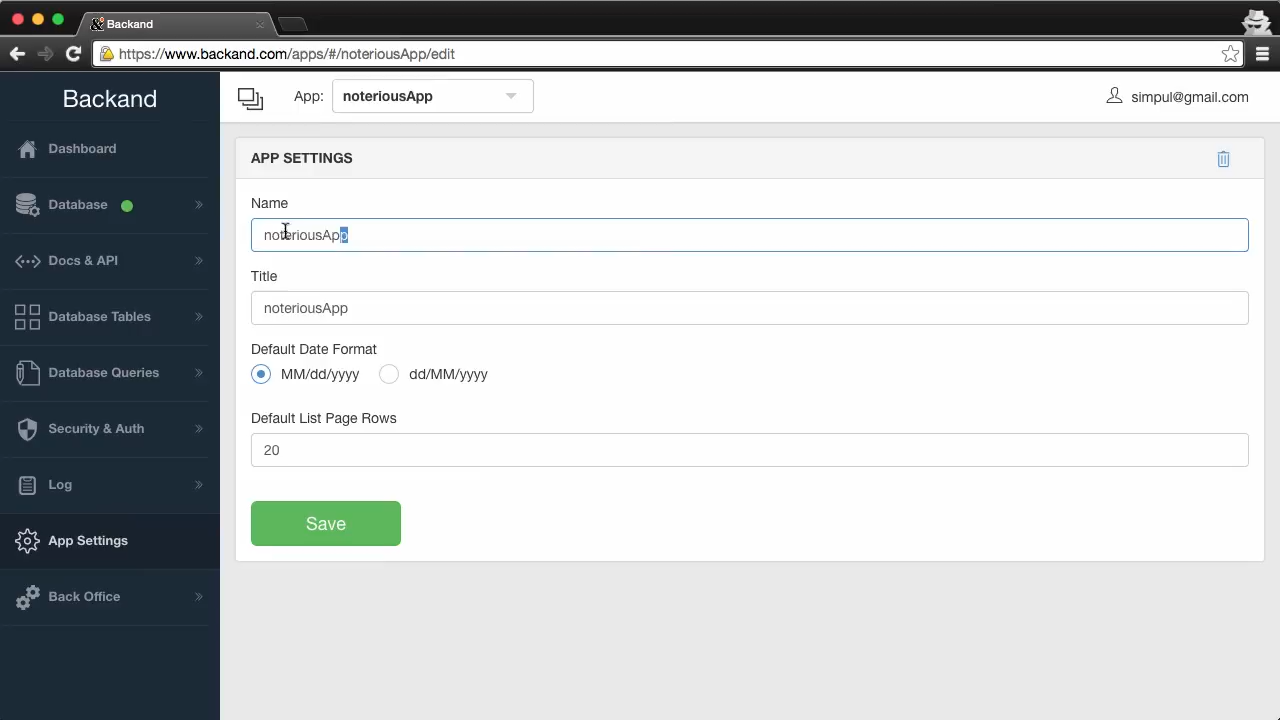 Backand
https://www.backand.com/apps/#/noteriousApp/edit
Backand
App: noteriousApp
simpul@gmail.com
Dashboard
Database
Docs & API
Database Tables
Database Queries
Security & Auth
Log
App Settings
Back Office
APP SETTINGS
Name
noteriousApp
Title
noteriousApp
Default Date Format
MM/dd/yyyy dd/MM/yyyy
Default List Page Rows
20
Save